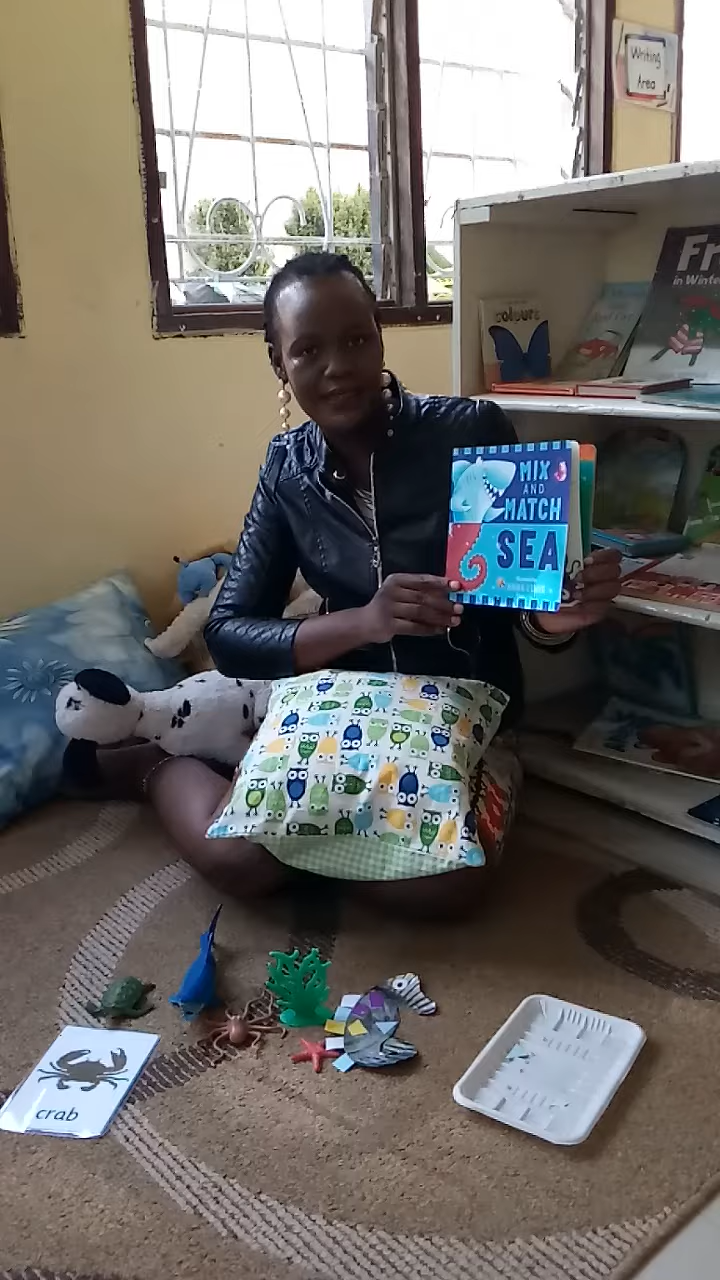 Writing
Area
colours
Fr
in Winte
MIX
AND
MATCH
SEA
crab